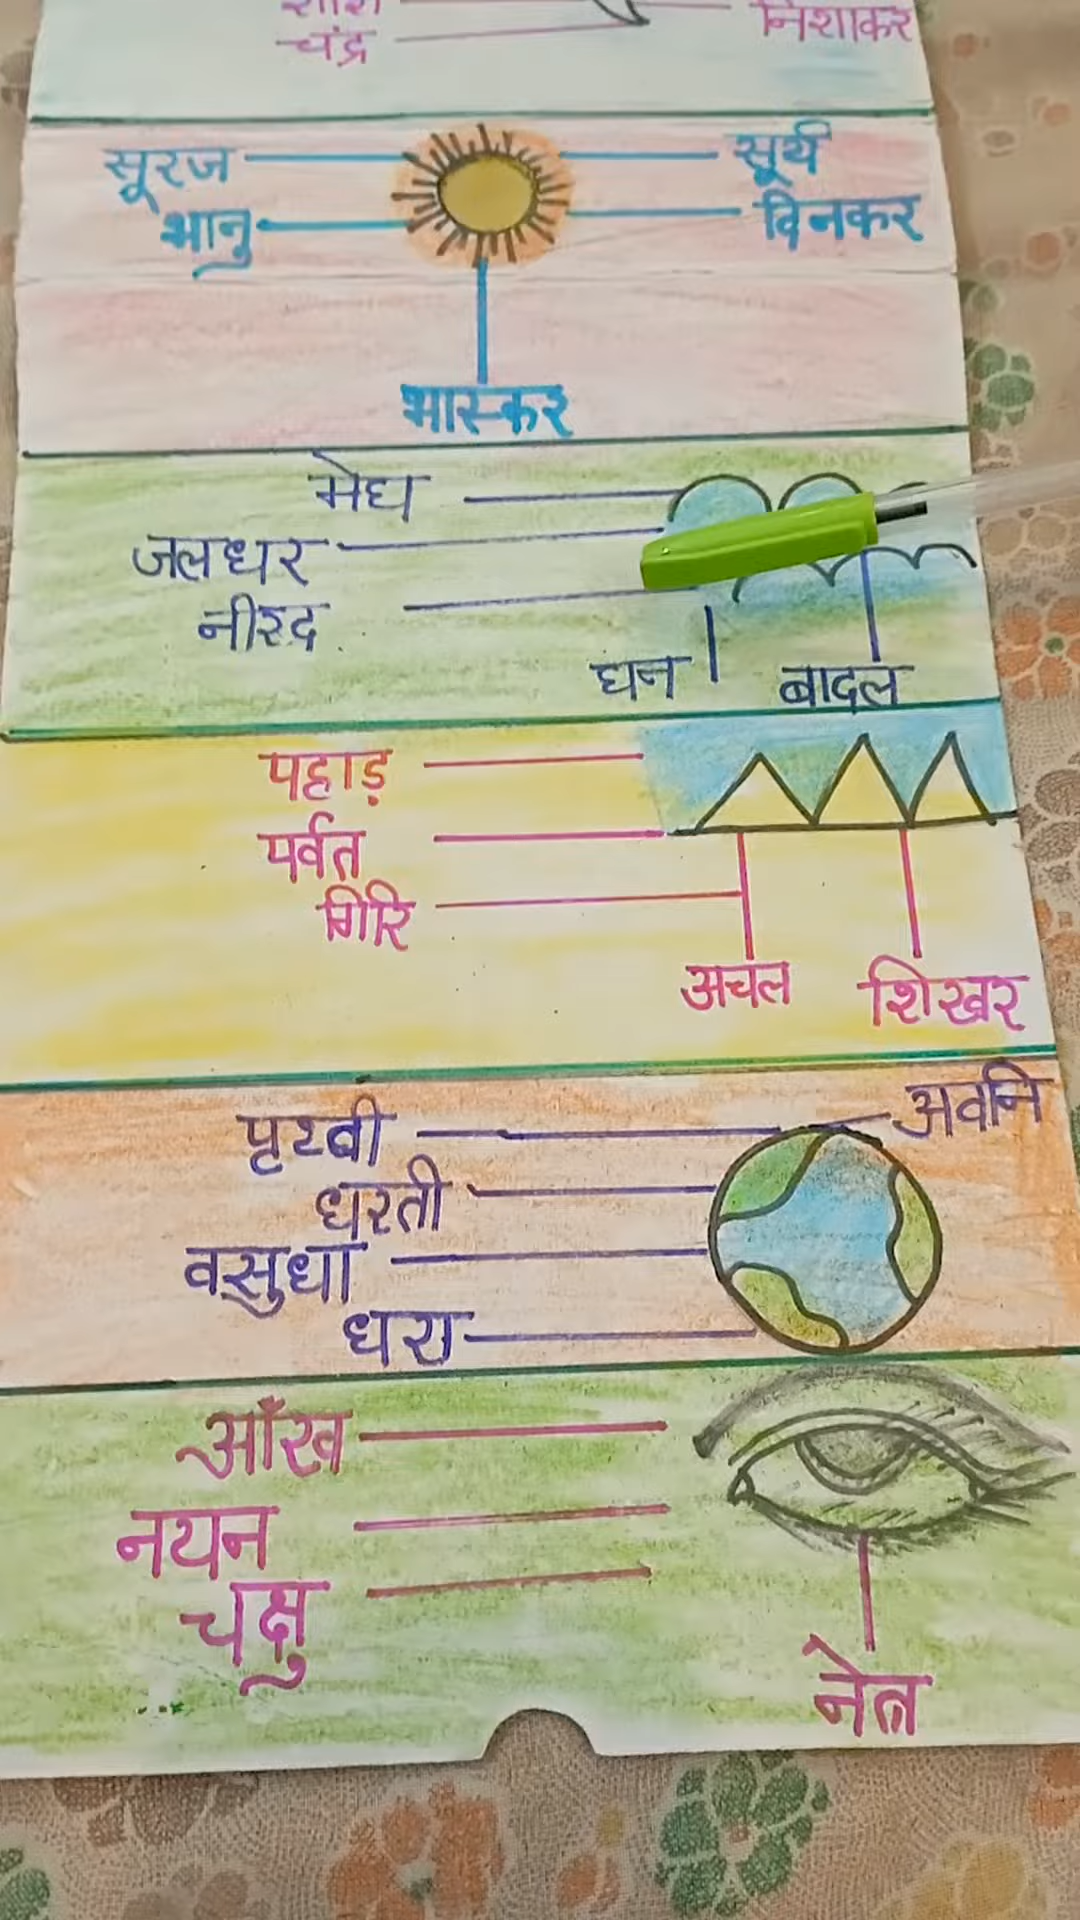 चंद्र
निशाकर
सूरज
सूर्य
भानु
दिनकर
भास्कर
मेघ
जलधर
नीरद
घन
बादल
पहाड़
पर्वत
गिरि
अचल
शिखर
अवनि
पृथ्वी
धरती
वसुधा
धरा
आँख
नयन
चक्षु
नेत्र